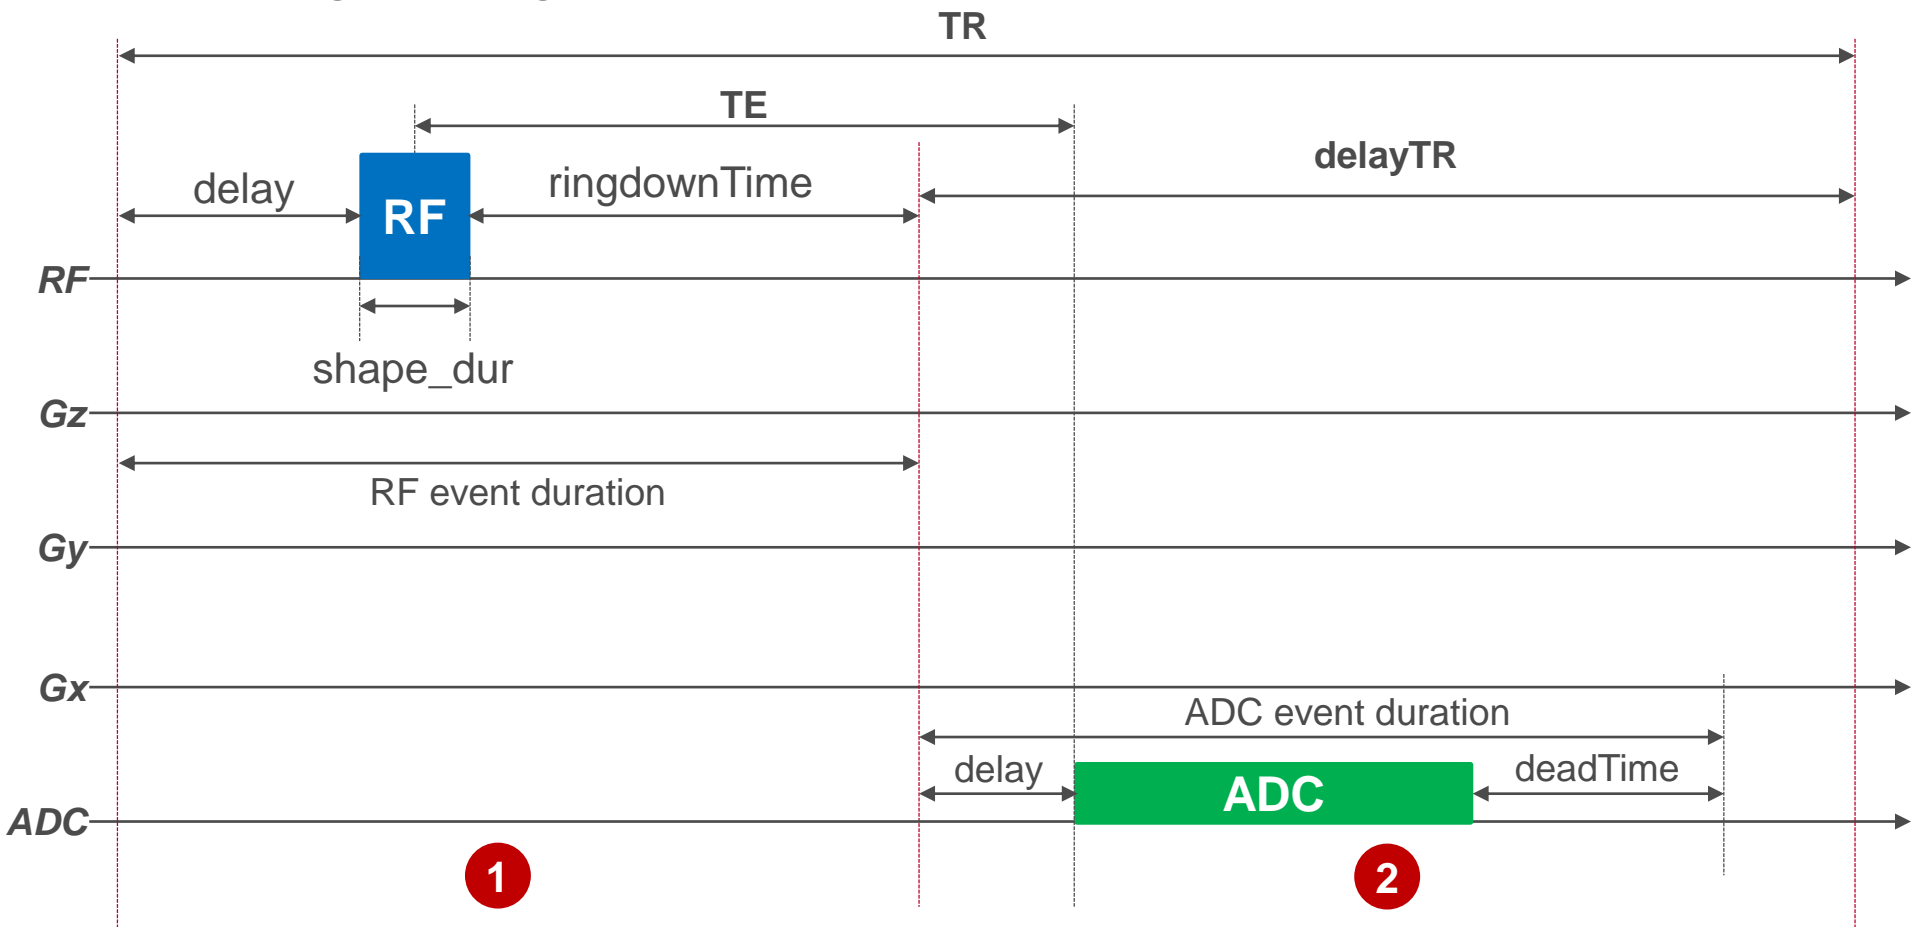 TR
TE
delayTR
delay
ringdownTime
RF
RF
shape_dur
Gz
RF event duration
Gy
Gx
ADC event duration
delay
deadTime
ADC
ADC
1
2